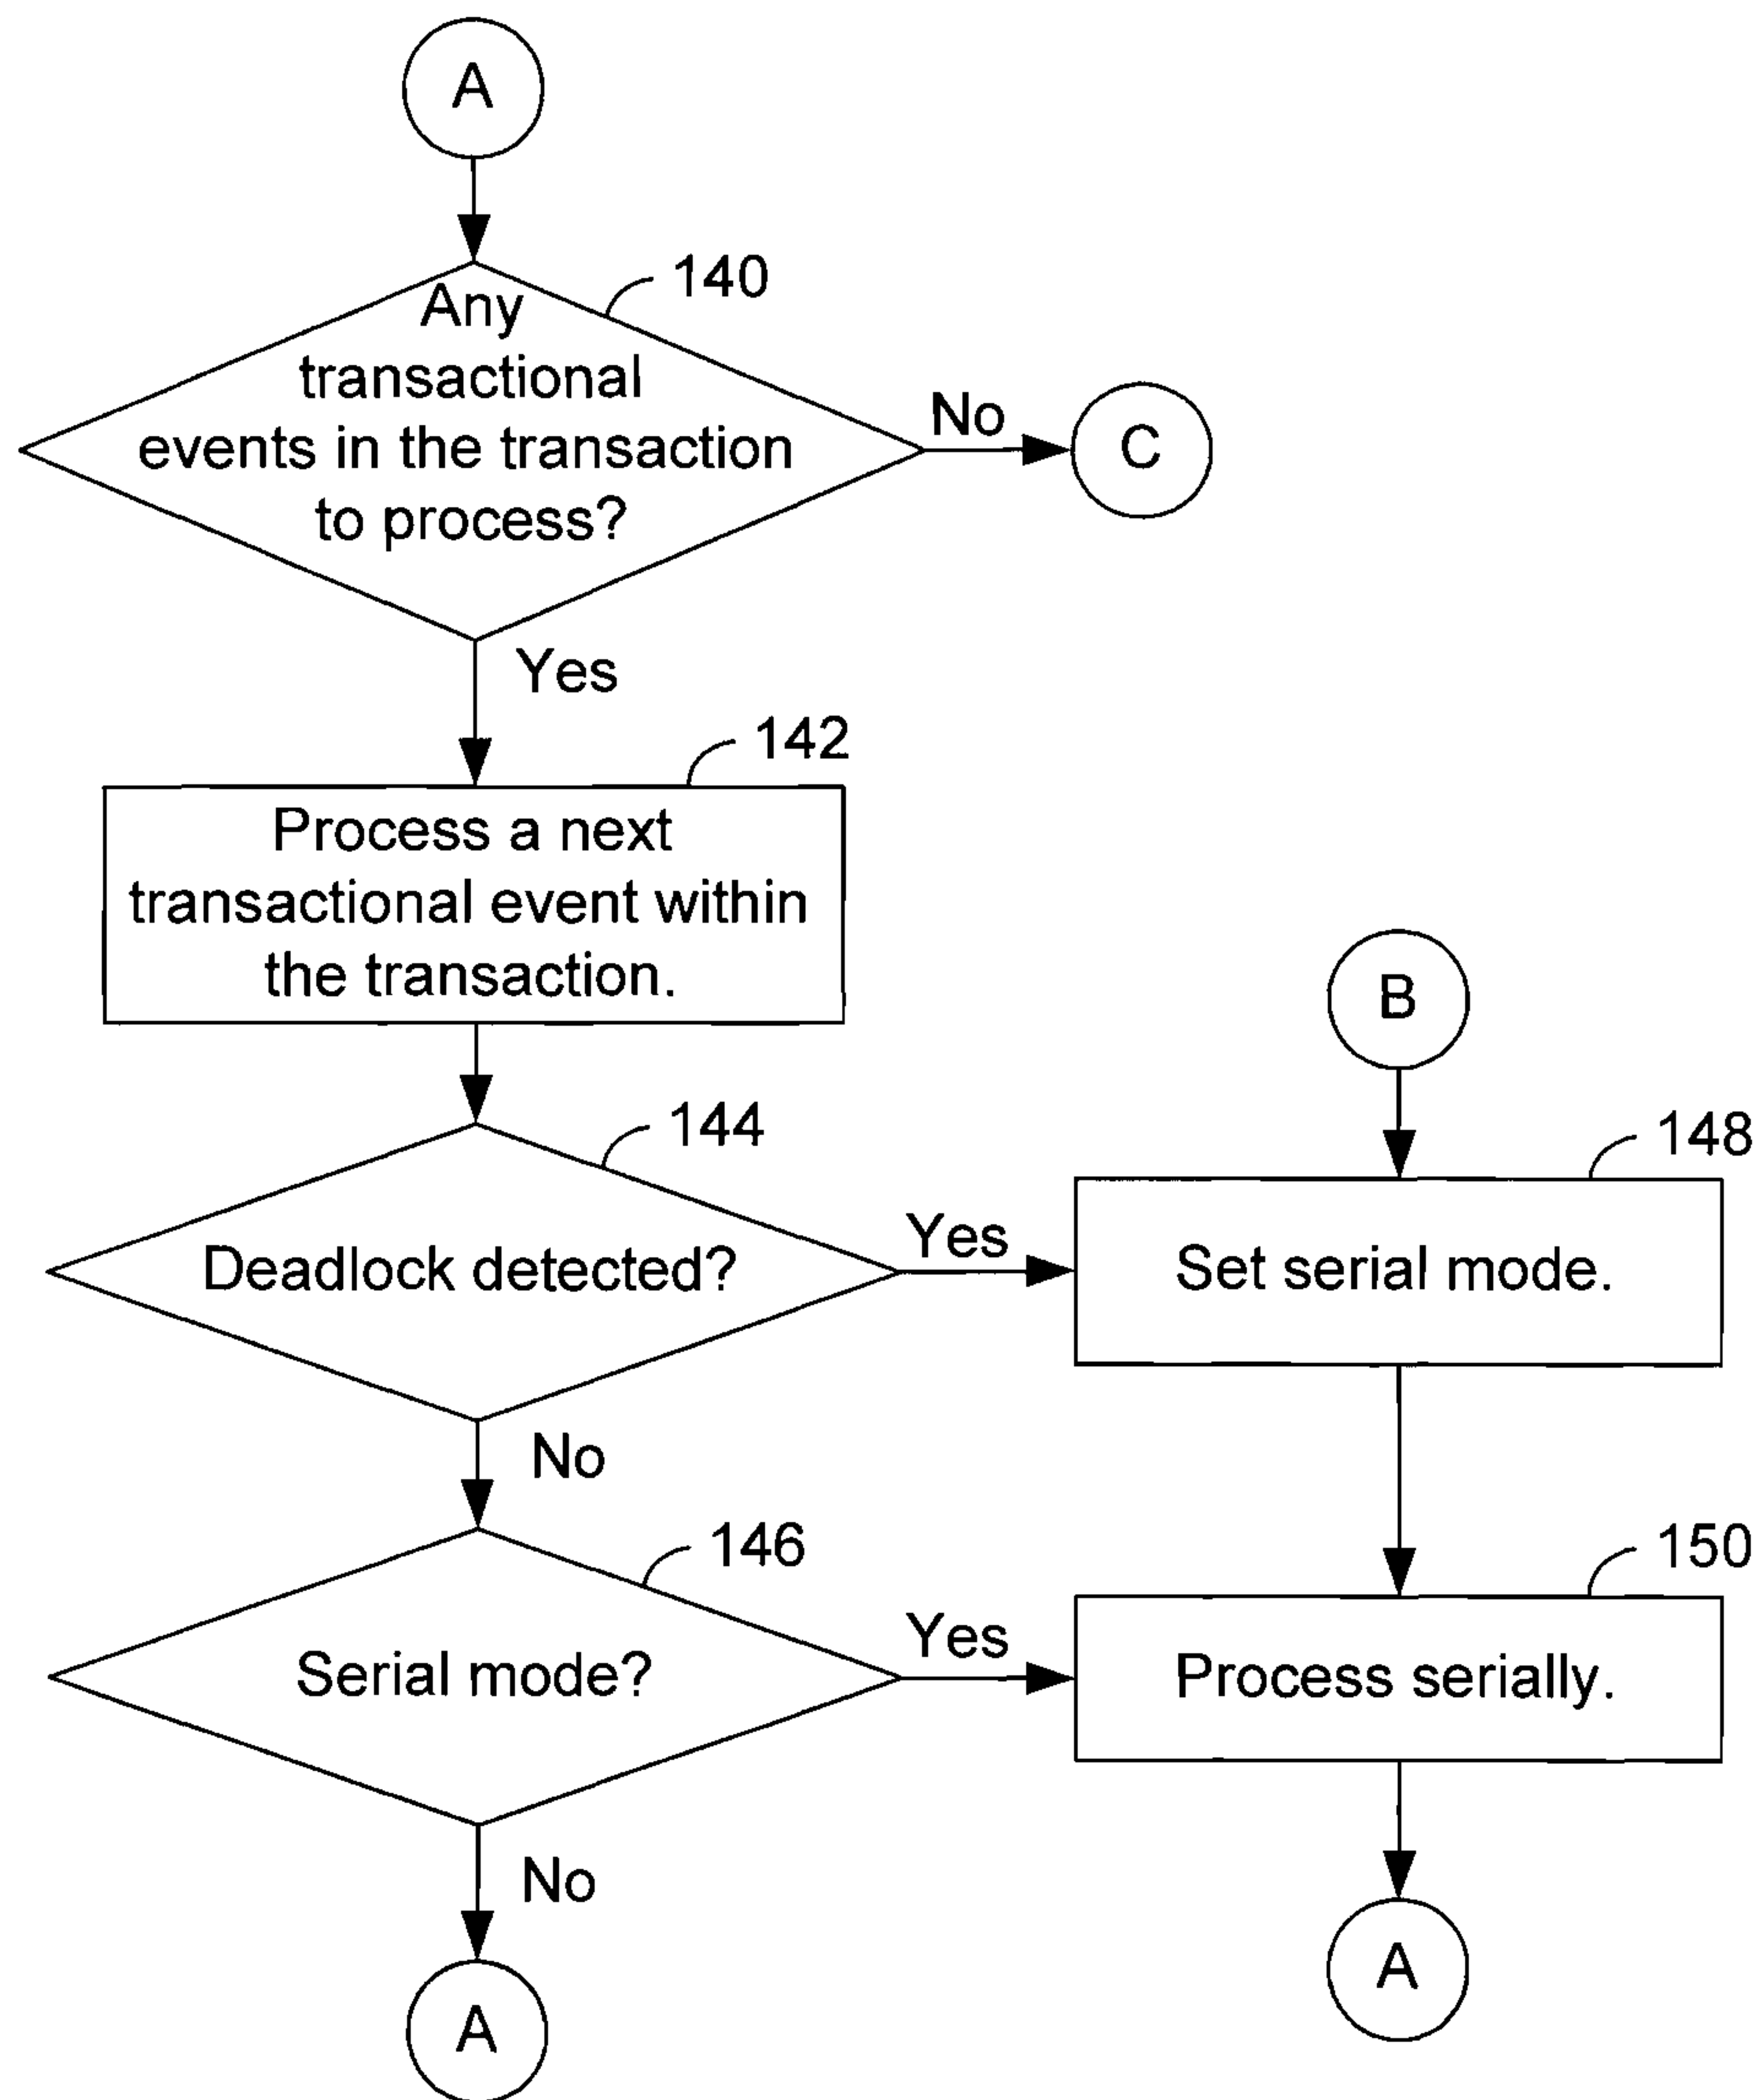 A
140
Any
transactional
events in the transaction
to process?
No
C
Yes
142
Process a next
transactional event within
the transaction.
B
144
148
Deadlock detected?
Yes
Set serial mode.
No
146
150
Serial mode?
Yes
Process serially.
No
A
A